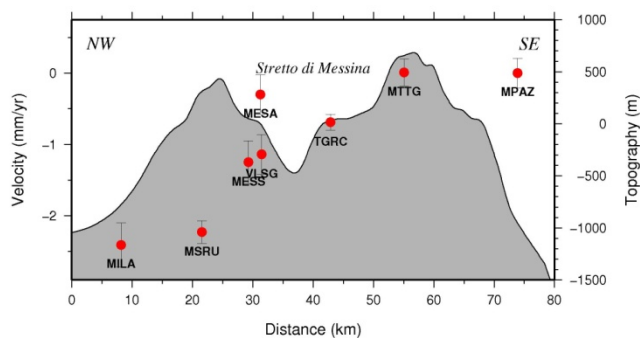 NW
SE
Stretto di Messina
MESA
MTTG
MPAZ
TGRC
VLSG
MESS
MSRU
MILA
Velocity (mm/yr)
0
−1
−2
Topography (m)
1000
500
0
−500
−1000
−1500
0 10 20 30 40 50 60 70 80
Distance (km)